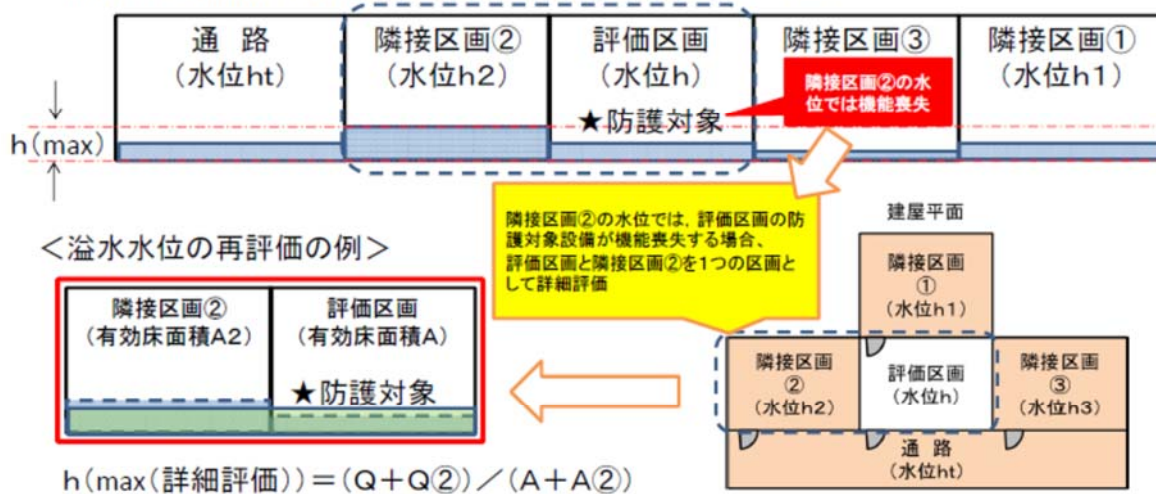 通 路
(水位ht)
隣接区画②
(水位h2)
評価区画
(水位h)
★防護対象
隣接区画③
隣接区画①
(水位h1)
隣接区画②の水
位では機能喪失
h(max)
隣接区画②の水位では，評価区画の防
護対象設備が機能喪失する場合、
評価区画と隣接区画②を1つの区画と
して詳細評価
＜溢水水位の再評価の例＞
隣接区画②
(有効床面積A2)
評価区画
(有効床面積A)
★防護対象
h(max(詳細評価))＝(Q＋Q②)／(A＋A②)
建屋平面
隣接区画
①
(水位h1)
隣接区画
②
(水位h2)
評価区画
(水位h)
隣接区画
③
(水位h3)
通 路
(水位ht)